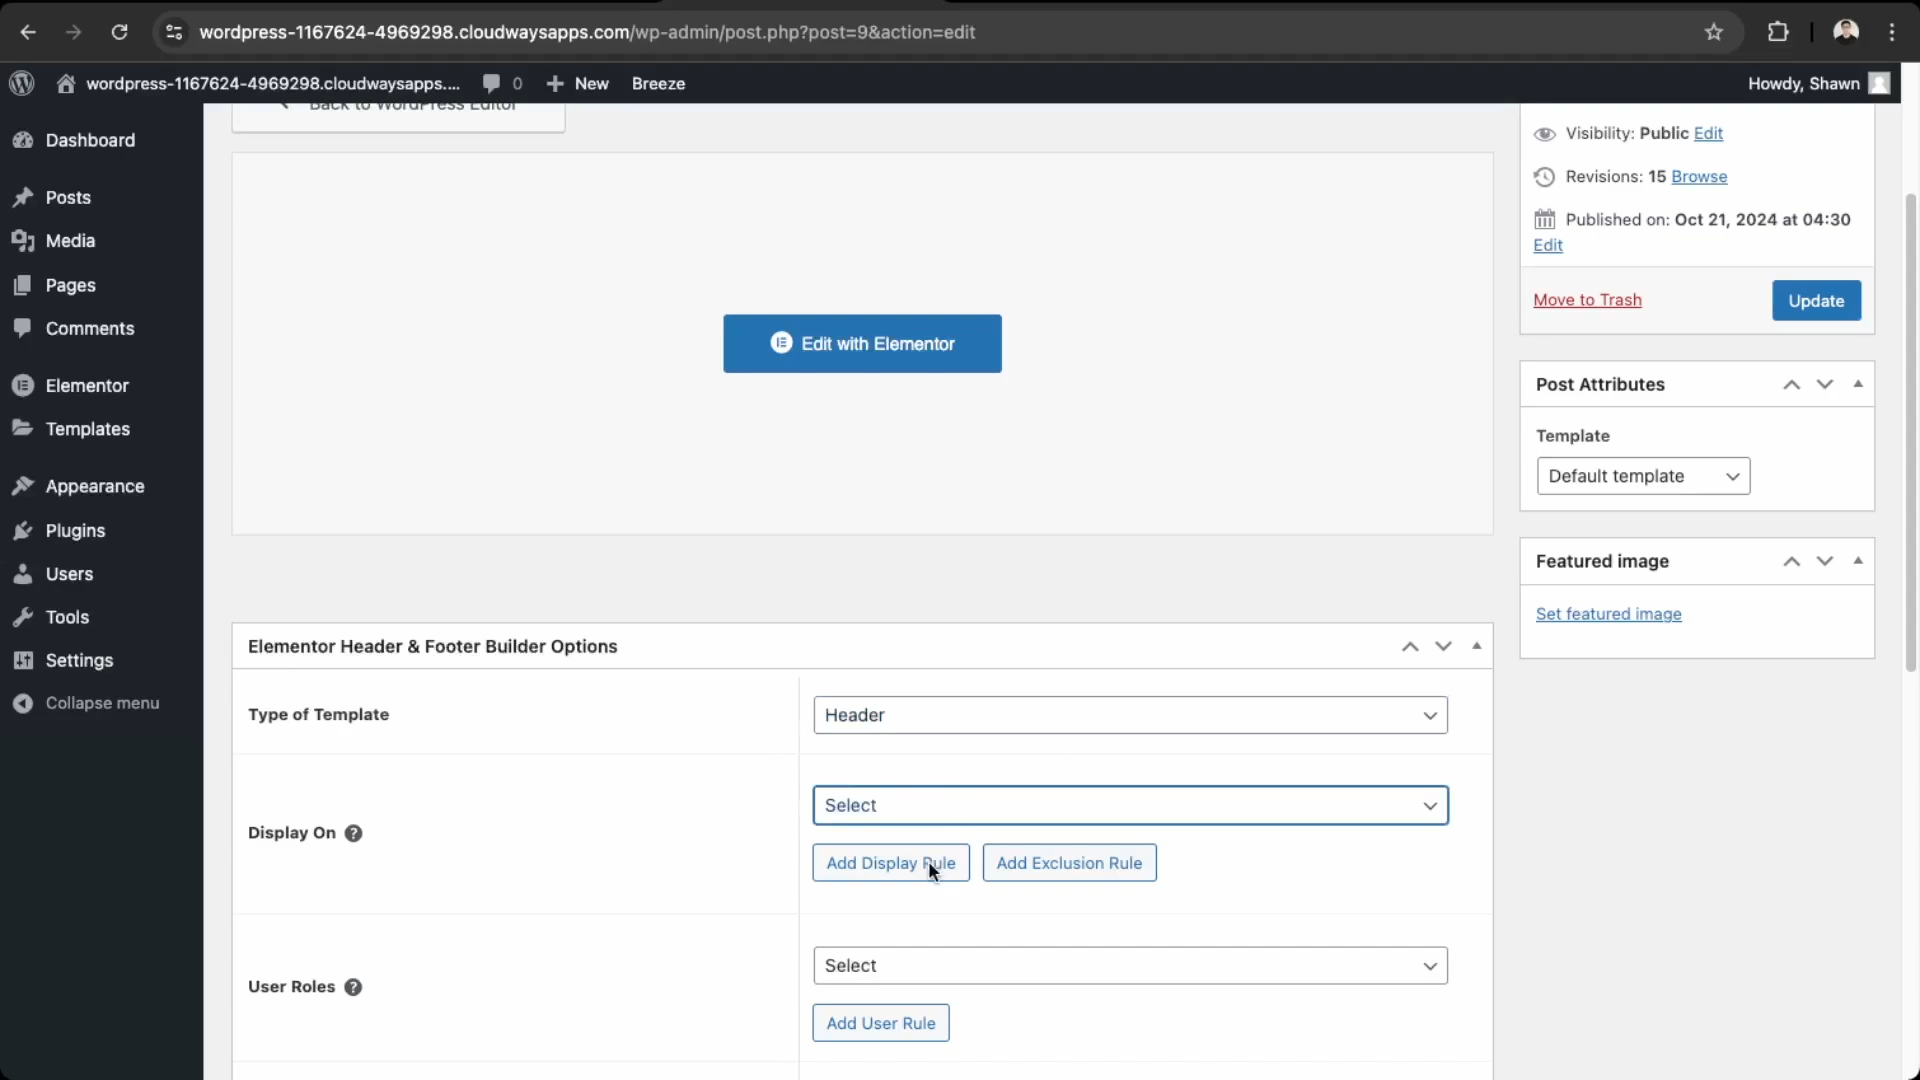 wordpress-1167624-4969298.cloudwaysapps.com/wp-admin/post.php?post=9&action=edit
wordpress-1167624-4969298.cloudwaysapps.... 0 New Breeze
Howdy, Shawn
Dashboard
Posts
Media
Pages
Comments
Elementor
Templates
Appearance
Plugins
Users
Tools
Settings
Collapse menu
Back to WordPress Editor
Edit with Elementor
Elementor Header & Footer Builder Options
Type of Template
Header
Display On ?
Select
Add Display Rule Add Exclusion Rule
User Roles ?
Select
Add User Rule
Visibility: Public Edit
Revisions: 15 Browse
Published on: Oct 21, 2024 at 04:30
Edit
Move to Trash Update
Post Attributes
Template
Default template
Featured image
Set featured image